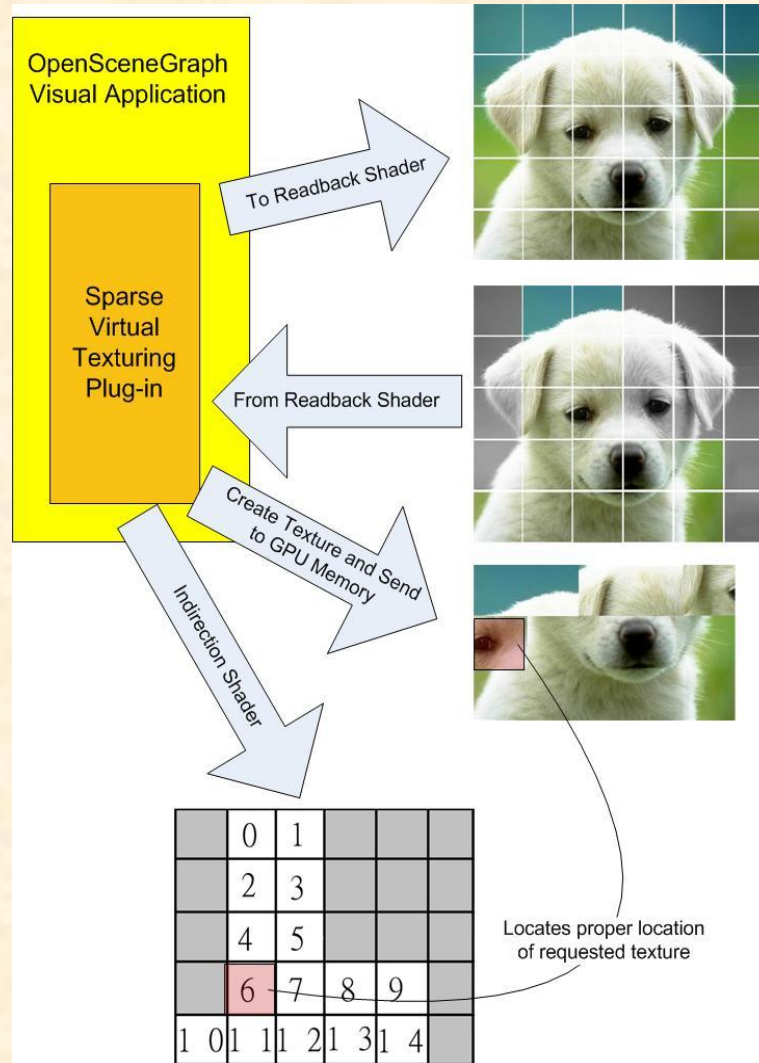 OpenSceneGraph
Visual Application
To Readback Shader
Sparse
Virtual
Texturing
Plug-in
From Readback Shader
Create Texture and Send
to GPU Memory
Indirection Shader
0 1
2 3
4 5
6 7 8 9
1 0 1 1 1 2 1 3 1 4
Locates proper location
of requested texture